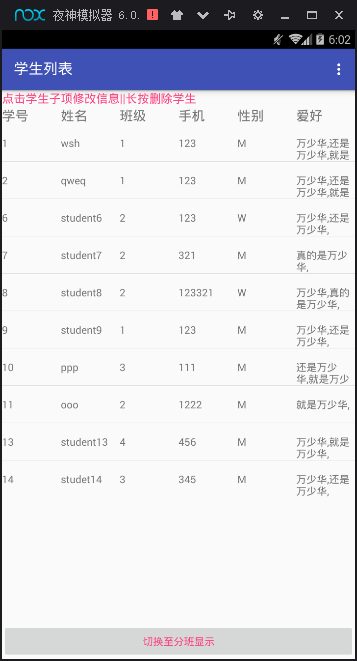 nox 夜神模拟器 6.0.
6:02
学生列表
点击学生子项修改信息||长按删除学生
学号 姓名 班级 手机 性别 爱好
1 wsh 1 123 M 万少华,还是
万少华,就是
2 qweq 1 123 M 万少华,还是
万少华,就是
6 student6 2 123 W 万少华,还是
万少华,
7 student7 2 321 M 真的是万少
华,
8 student8 2 123321 W 万少华,真的
是万少华,
9 student9 1 123 M 万少华,还是
万少华,
10 ppp 3 111 M 还是万少
华,就是万少
11 ooo 2 1222 M 就是万少华,
13 student13 4 456 M 万少华,就是
万少华,
14 studet14 3 345 M 万少华,还是
万少华,
切换至分班显示